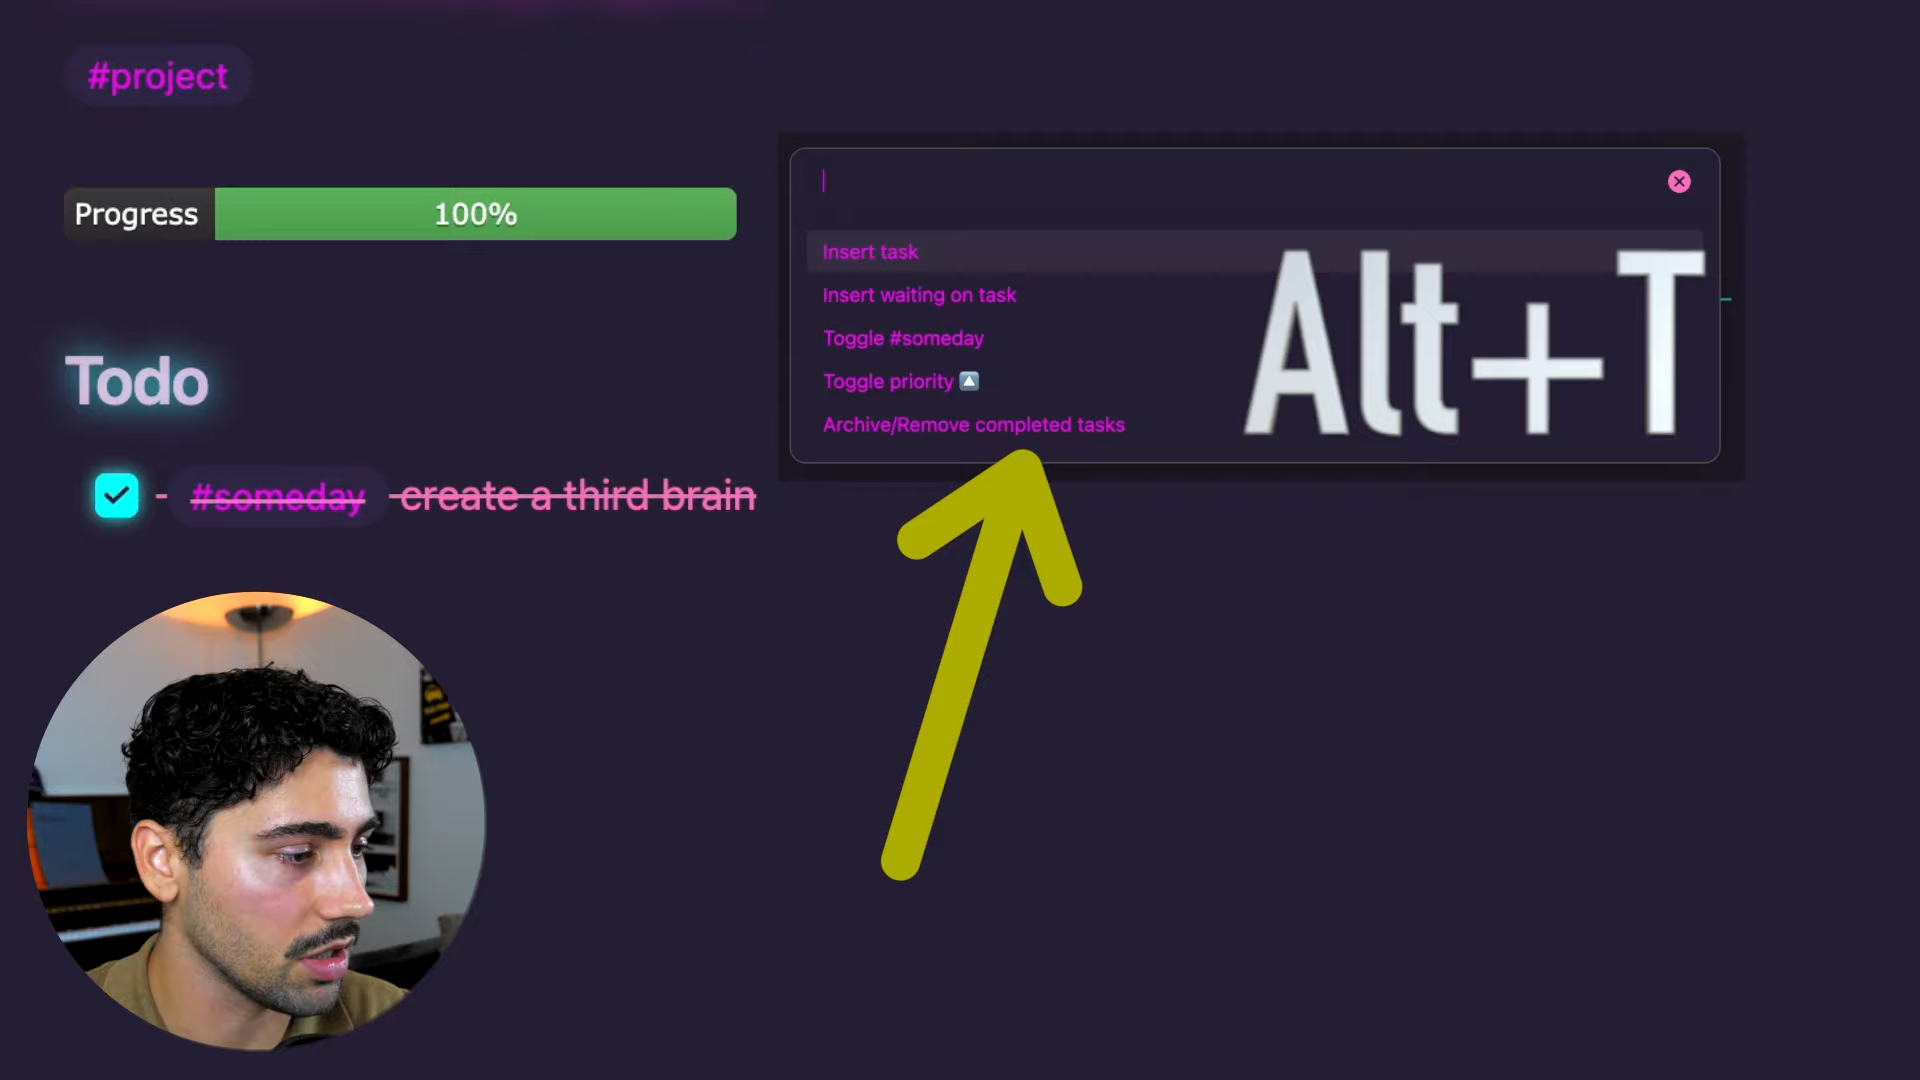 #project
Progress 100%
Insert task
Insert waiting on task
Toggle #someday
Toggle priority
Archive/Remove completed tasks
Alt+T
Todo
- #someday create a third brain